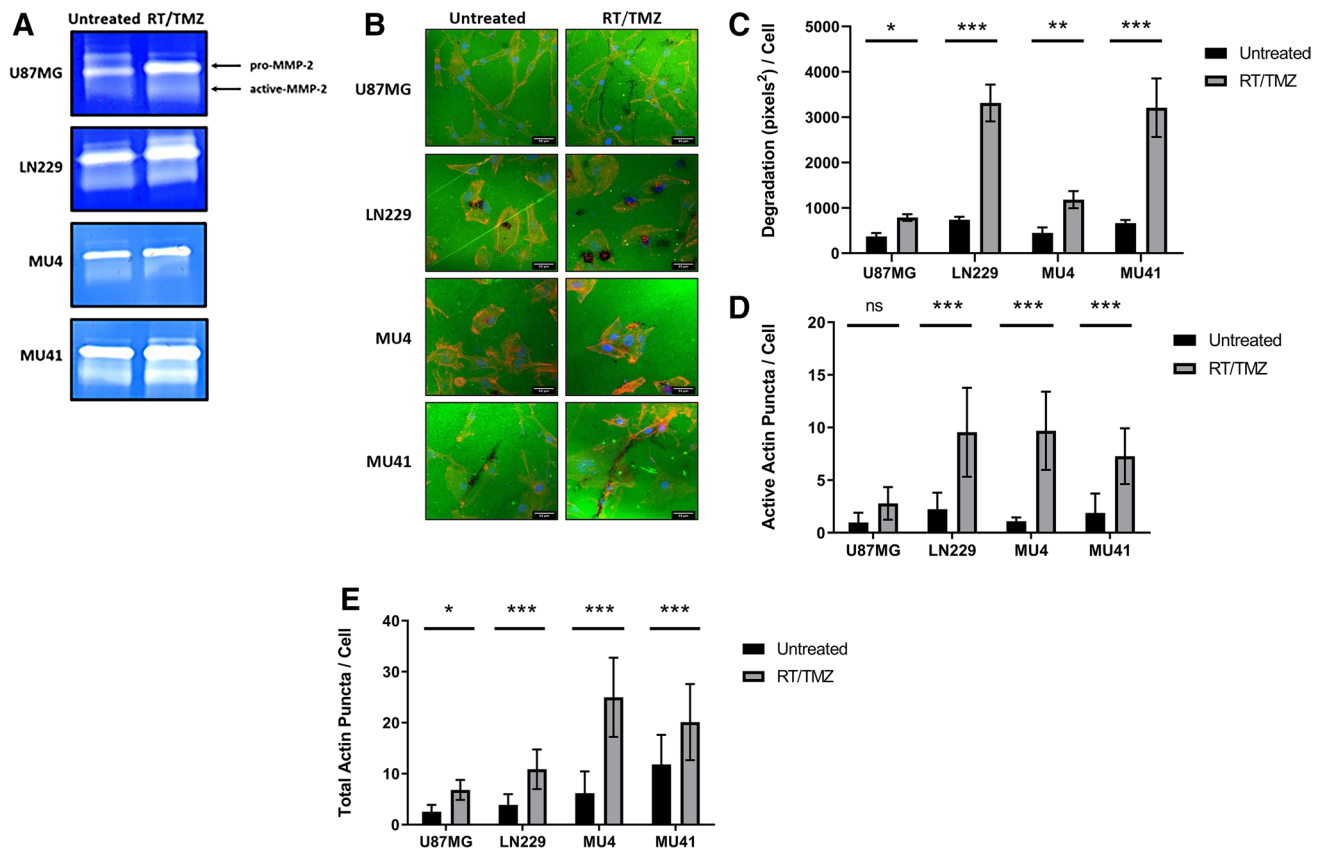 A
Untreated RT/TMZ
U87MG
pro-MMP-2
active-MMP-2
LN229
MU4
MU41
B
Untreated
RT/TMZ
U87MG
LN229
MU4
MU41
C
Degradation (pixels²) / Cell
5000
4000
3000
2000
1000
0
* *** ** ***
U87MG LN229 MU4 MU41
Untreated
RT/TMZ
D
Active Actin Puncta / Cell
20
15
10
5
0
ns *** *** ***
U87MG LN229 MU4 MU41
Untreated
RT/TMZ
E
Total Actin Puncta / Cell
40
30
20
10
0
* *** *** ***
U87MG LN229 MU4 MU41
Untreated
RT/TMZ